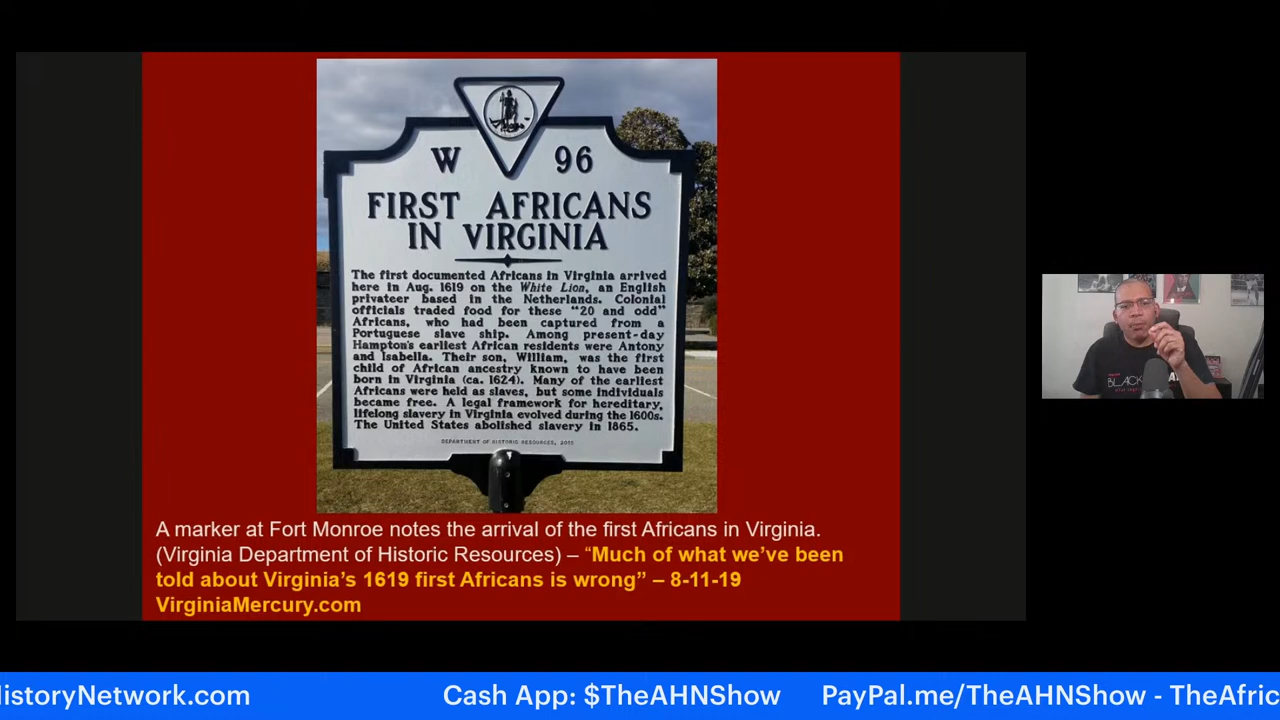 W 96
FIRST AFRICANS
IN VIRGINIA
The first documented Africans in Virginia arrived
here in Aug. 1619 on the White Lion, an English
privateer based in the Netherlands. Colonial
officials traded food for these “20 and odd”
Africans, who had been captured from a
Portuguese slave ship. Among present-day
Hampton's earliest African residents were Antony
and Isabella. Their son, William, was the first
child of African ancestry known to have been
born in Virginia (ca. 1624). Many of the earliest
Africans were held as slaves, but some individuals
became free. A legal framework for hereditary,
lifelong slavery in Virginia evolved during the 1600s.
The United States abolished slavery in 1865.
DEPARTMENT OF HISTORIC RESOURCES, 2015
A marker at Fort Monroe notes the arrival of the first Africans in Virginia.
(Virginia Department of Historic Resources) – “Much of what we’ve been
told about Virginia’s 1619 first Africans is wrong” – 8-11-19
VirginiaMercury.com
BLACK
HistoryNetwork.com Cash App: $TheAHNShow PayPal.me/TheAHNShow - TheAfric